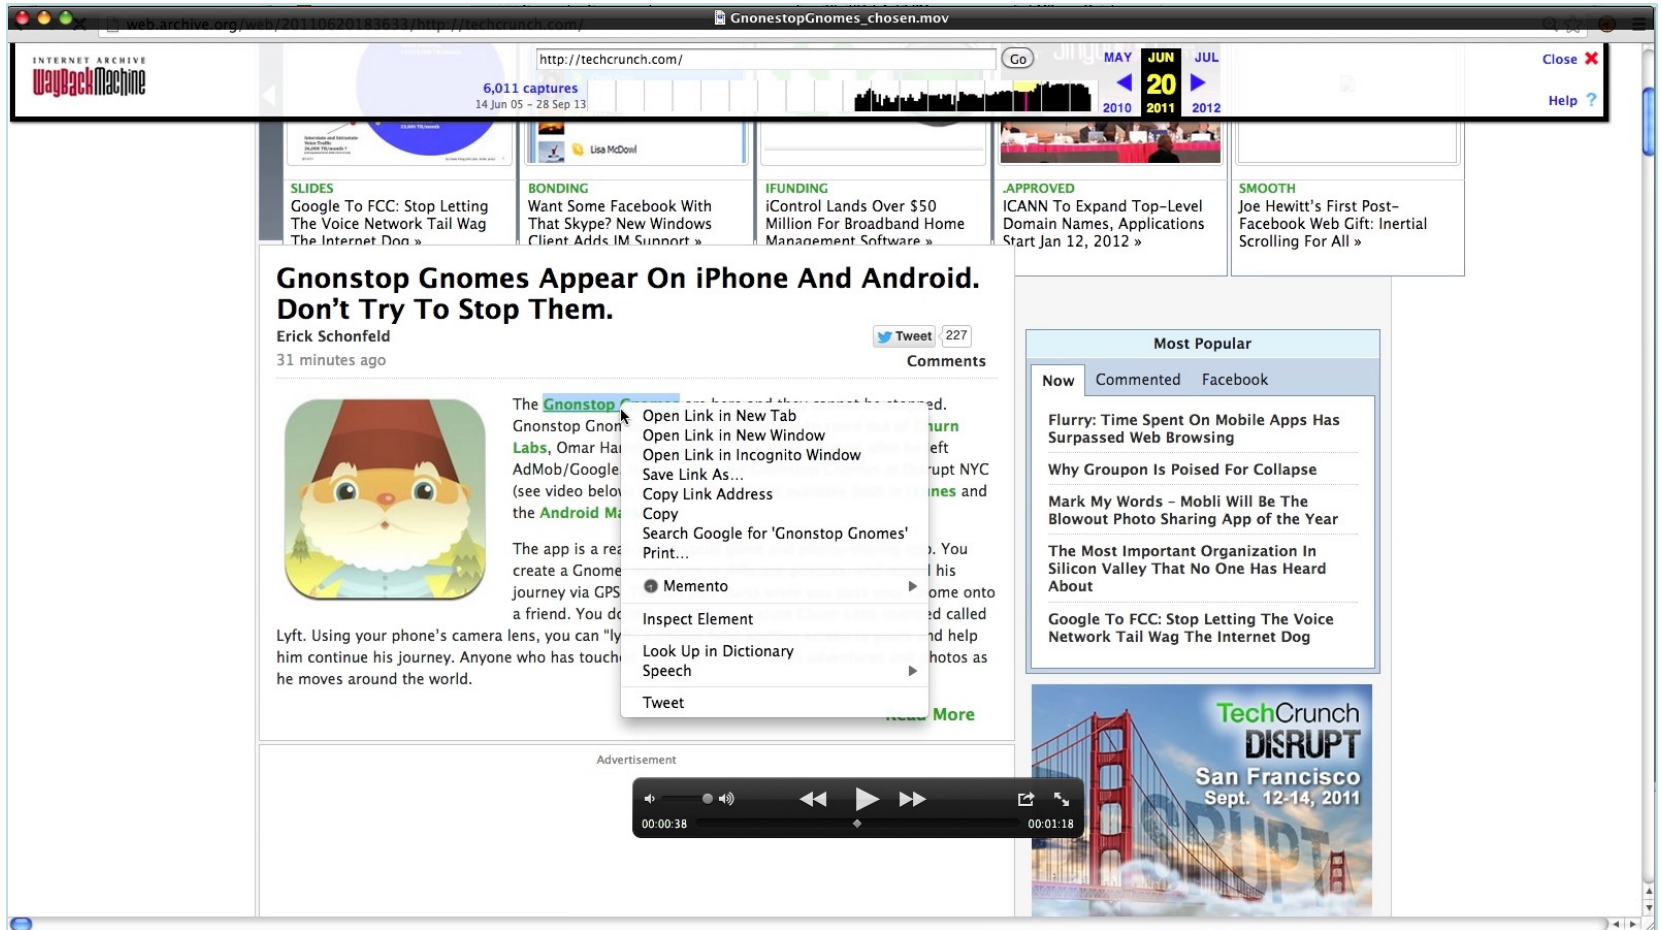 GnonestopGnomes_chosen.mov
web.archive.org/web/20110620183633/http://techcrunch.com/
INTERNET ARCHIVE
WayBackMachine
http://techcrunch.com/
Go
6,011 captures
14 Jun 05 - 28 Sep 13
MAY JUN JUL
20
2010 2011 2012
Close
Help ?
Lisa McDowl
SLIDES
Google To FCC: Stop Letting
The Voice Network Tail Wag
The Internet Dog »
BONDING
Want Some Facebook With
That Skype? New Windows
Client Adds IM Support »
IFUNDING
iControl Lands Over $50
Million For Broadband Home
Management Software »
.APPROVED
ICANN To Expand Top-Level
Domain Names, Applications
Start Jan 12, 2012 »
SMOOTH
Joe Hewitt's First Post-
Facebook Web Gift: Inertial
Scrolling For All »
Gnonstop Gnomes Appear On iPhone And Android.
Don't Try To Stop Them.
Erick Schonfeld
31 minutes ago
Tweet 227
Comments
The Gnonstop Gnomes are here and they cannot be stopped.
Gnonstop Gnom
Labs, Omar Ham eft
AdMob/Google. rupt NYC
(see video below and
the Android Ma
The app is a rea . You
create a Gnome his
journey via GPS ome onto
a friend. You do called
Lyft. Using your phone's camera lens, you can "ly nd help
him continue his journey. Anyone who has touch hotos as
he moves around the world.
Read More
Open Link in New Tab
Open Link in New Window
Open Link in Incognito Window
Save Link As...
Copy Link Address
Copy
Search Google for 'Gnonstop Gnomes'
Print...
Memento
Inspect Element
Look Up in Dictionary
Speech
Tweet
Advertisement
00:00:38
00:01:18
Most Popular
Now Commented Facebook
Flurry: Time Spent On Mobile Apps Has
Surpassed Web Browsing
Why Groupon Is Poised For Collapse
Mark My Words – Mobli Will Be The
Blowout Photo Sharing App of the Year
The Most Important Organization In
Silicon Valley That No One Has Heard
About
Google To FCC: Stop Letting The Voice
Network Tail Wag The Internet Dog
TechCrunch
DISRUPT
San Francisco
Sept. 12-14, 2011